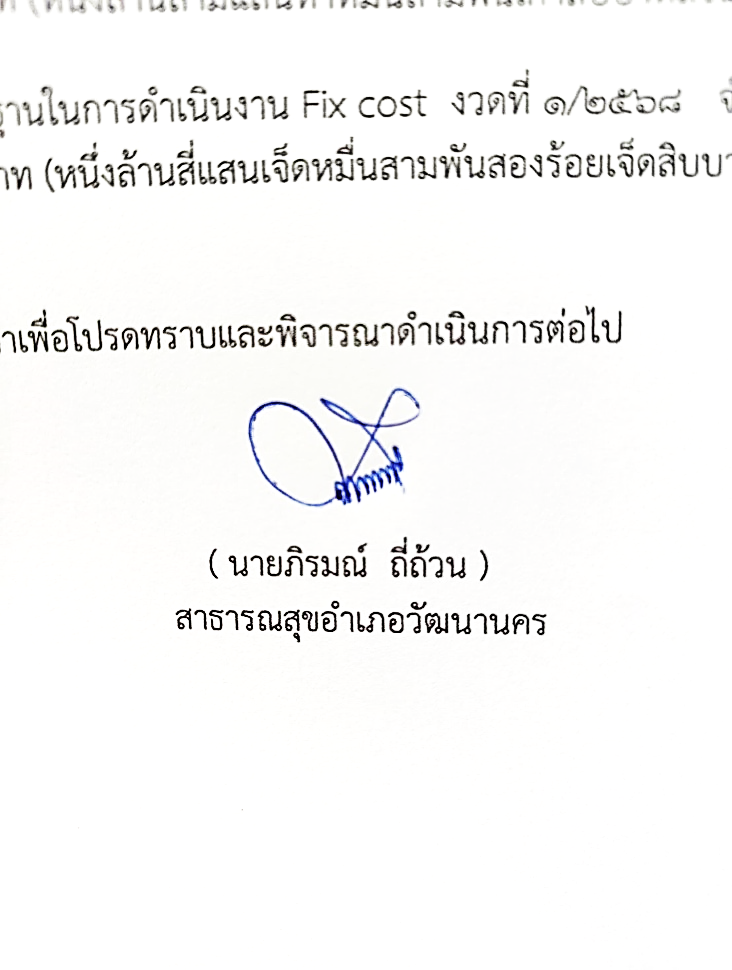 ฐานในการดำเนินงาน Fix cost งวดที่ ๑/๒๕๖๘
าท (หนึ่งล้านสี่แสนเจ็ดหมื่นสามพันสองร้อยเจ็ดสิบบา
าเพื่อโปรดทราบและพิจารณาดำเนินการต่อไป
( นายภิรมณ์ ถี่ถ้วน )
สาธารณสุขอำเภอวัฒนานคร